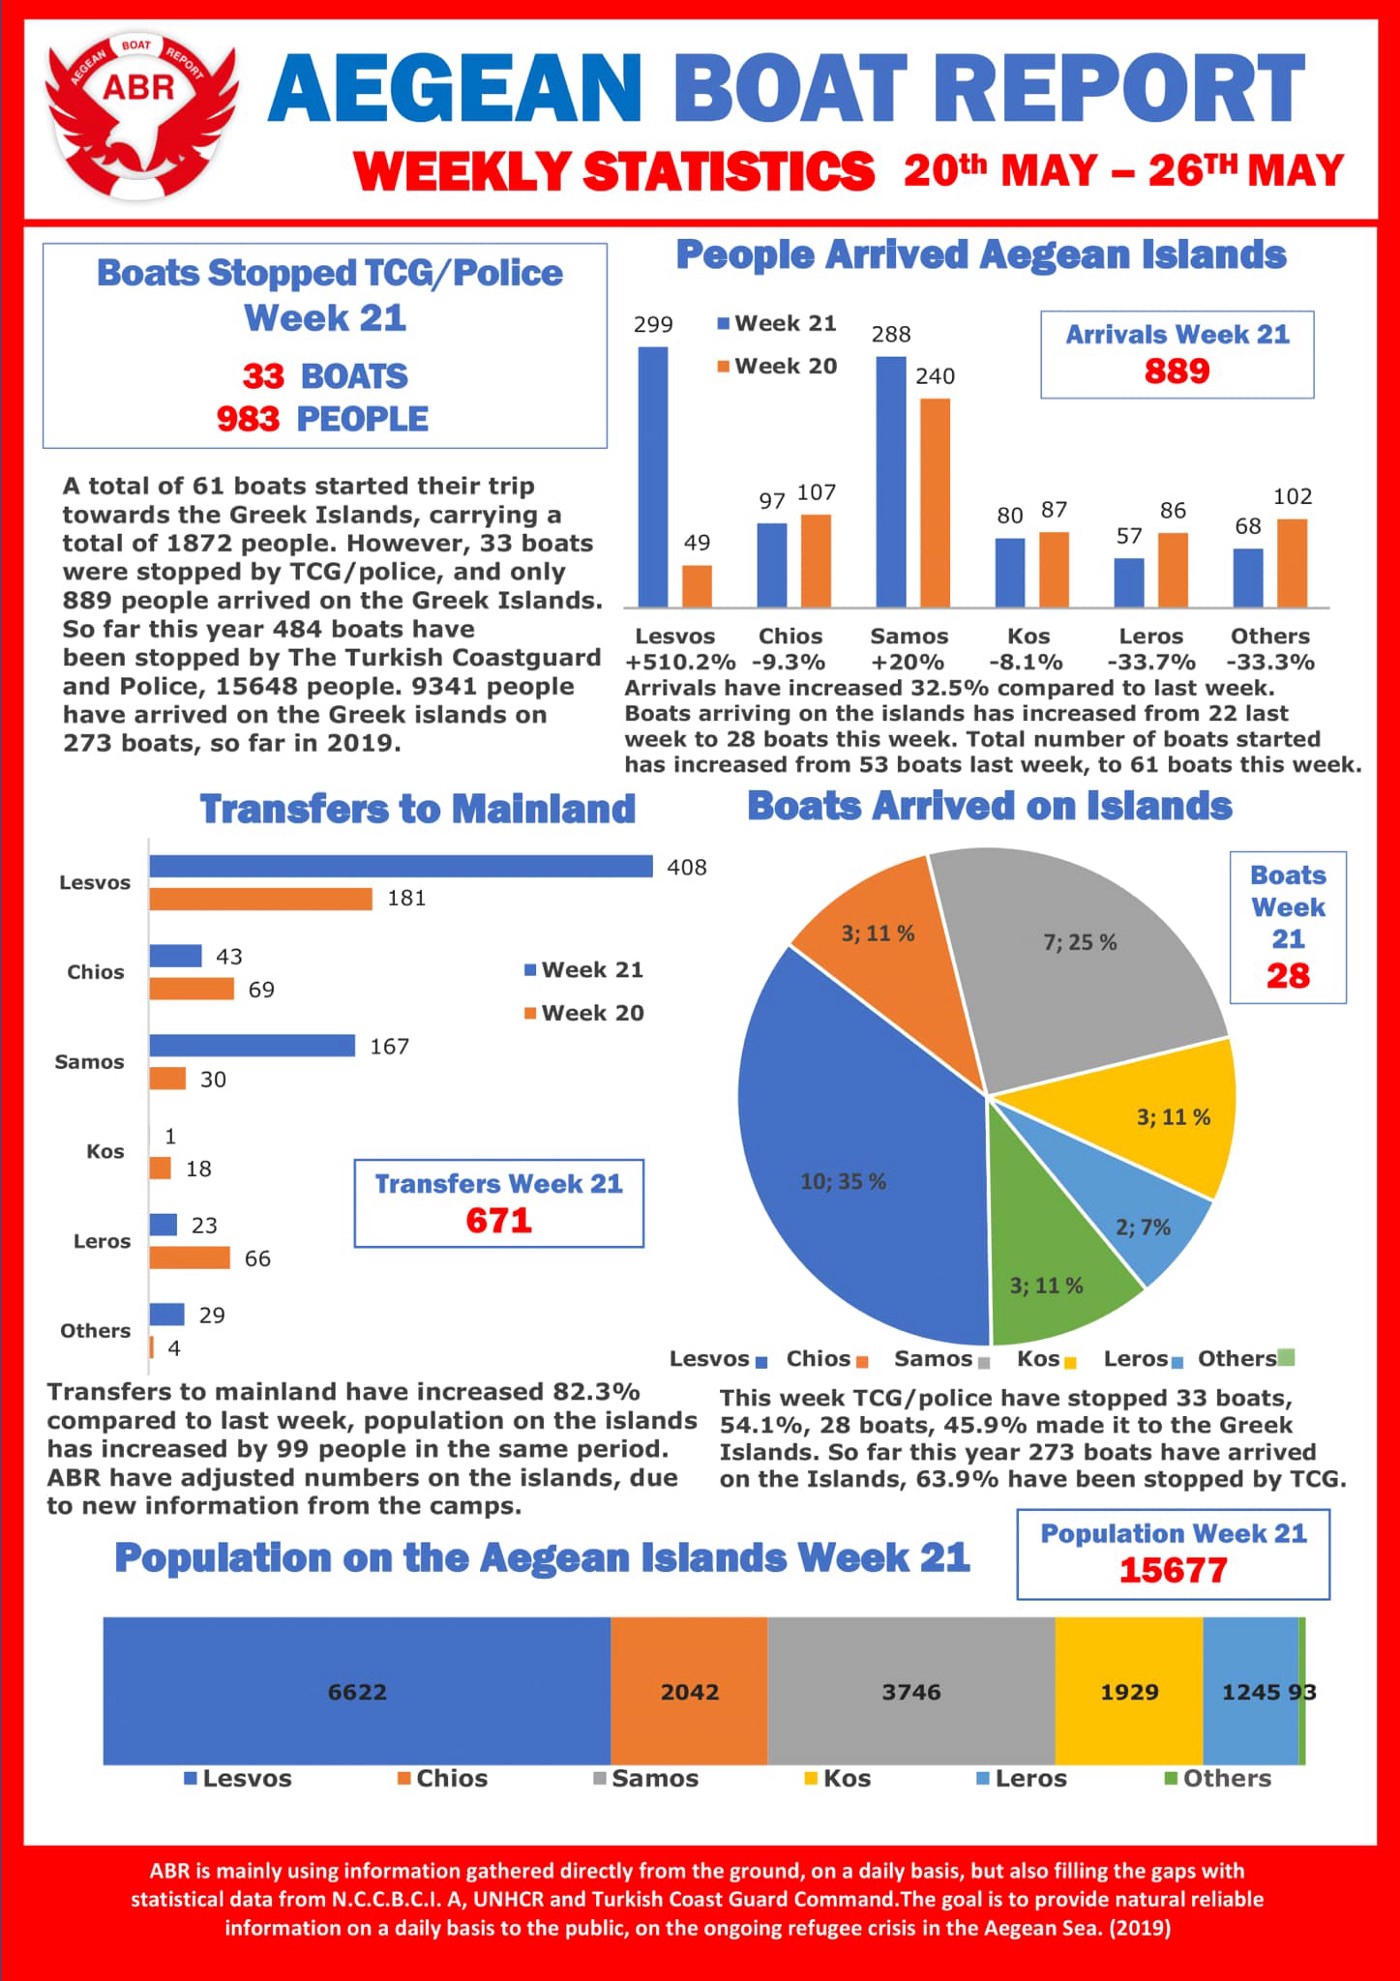 AEGEAN BOAT REPORT
ABR
AEGEAN BOAT REPORT
WEEKLY STATISTICS 20th MAY – 26TH MAY
Boats Stopped TCG/Police
Week 21
33 BOATS
983 PEOPLE
A total of 61 boats started their trip
towards the Greek Islands, carrying a
total of 1872 people. However, 33 boats
were stopped by TCG/police, and only
889 people arrived on the Greek Islands.
So far this year 484 boats have
been stopped by The Turkish Coastguard
and Police, 15648 people. 9341 people
have arrived on the Greek islands on
273 boats, so far in 2019.
People Arrived Aegean Islands
Week 21
Week 20
Arrivals Week 21
889
299 49 97 107 288 240 80 87 57 86 68 102
Lesvos Chios Samos Kos Leros Others
+510.2% -9.3% +20% -8.1% -33.7% -33.3%
Arrivals have increased 32.5% compared to last week.
Boats arriving on the islands has increased from 22 last
week to 28 boats this week. Total number of boats started
has increased from 53 boats last week, to 61 boats this week.
Transfers to Mainland
Lesvos 408
181
Chios 43
69
Samos 167
30
Kos 1
18
Leros 23
66
Others 29
4
Week 21
Week 20
Transfers Week 21
671
Transfers to mainland have increased 82.3%
compared to last week, population on the islands
has increased by 99 people in the same period.
ABR have adjusted numbers on the islands, due
to new information from the camps.
Boats Arrived on Islands
Boats
Week
21
28
3; 11 %
7; 25 %
3; 11 %
10; 35 %
2; 7%
3; 11 %
Lesvos Chios Samos Kos Leros Others
This week TCG/police have stopped 33 boats,
54.1%, 28 boats, 45.9% made it to the Greek
Islands. So far this year 273 boats have arrived
on the Islands, 63.9% have been stopped by TCG.
Population on the Aegean Islands Week 21
Population Week 21
15677
6622 2042 3746 1929 1245 93
Lesvos Chios Samos Kos Leros Others
ABR is mainly using information gathered directly from the ground, on a daily basis, but also filling the gaps with
statistical data from N.C.C.B.C.I. A, UNHCR and Turkish Coast Guard Command.The goal is to provide natural reliable
information on a daily basis to the public, on the ongoing refugee crisis in the Aegean Sea. (2019)